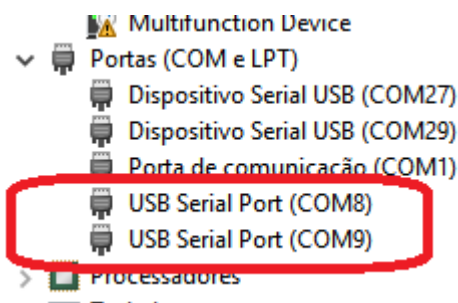 Multifunction Device
Portas (COM e LPT)
Dispositivo Serial USB (COM27)
Dispositivo Serial USB (COM29)
Porta de comunicação (COM1)
USB Serial Port (COM8)
USB Serial Port (COM9)
Processadores